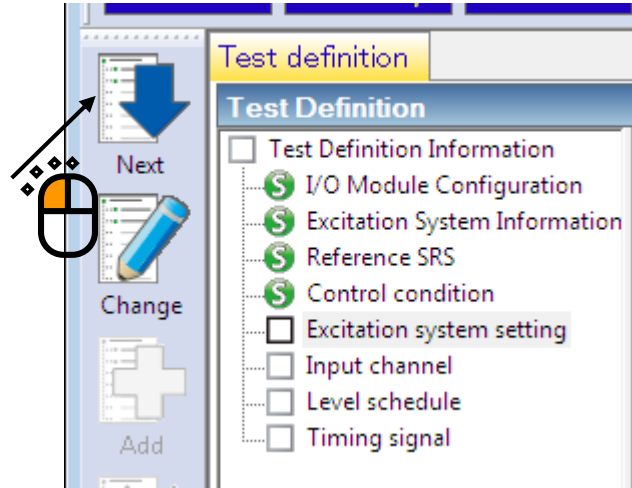 Test definition
Test Definition
Next
Test Definition Information
S I/O Module Configuration
S Excitation System Information
S Reference SRS
S Control condition
Change
Excitation system setting
Input channel
Level schedule
Add
Timing signal